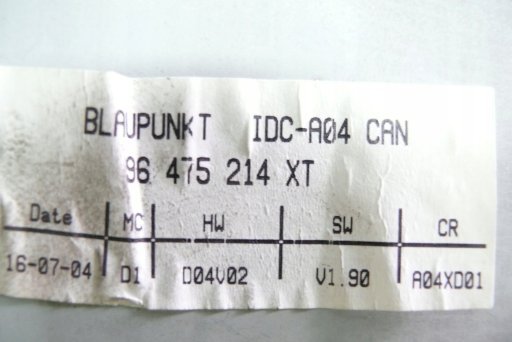 BLAUPUNKT IDC-A04 CAN
96 475 214 XT
Date MC HW SW CR
16-07-04 D1 D04V02 V1.90 A04XD01